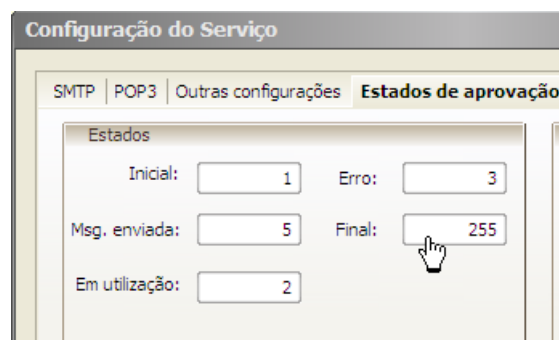 Configuração do Serviço
SMTP POP3 Outras configurações Estados de aprovação
Estados
Inicial: 1 Erro: 3
Msg. enviada: 5 Final: 255
Em utilização: 2